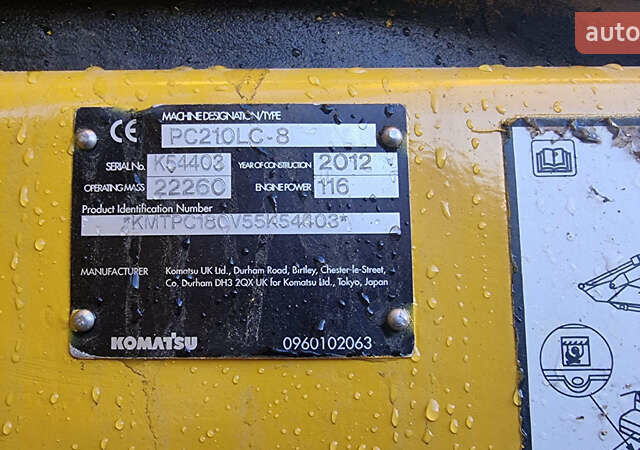 auto
CE
MACHINE DESIGNATION/TYPE
PC210LC-8
SERIAL No. K54403 YEAR OF CONSTRUCTION 2012
OPERATING MASS 22260 ENGINE POWER 116
Product Identification Number
*KMTPC180V55K54403*
MANUFACTURER Komatsu UK Ltd., Durham Road, Birtley, Chester-le-Street,
Co. Durham DH3 2QX UK for Komatsu Ltd., Tokyo, Japan
KOMATSU 0960102063